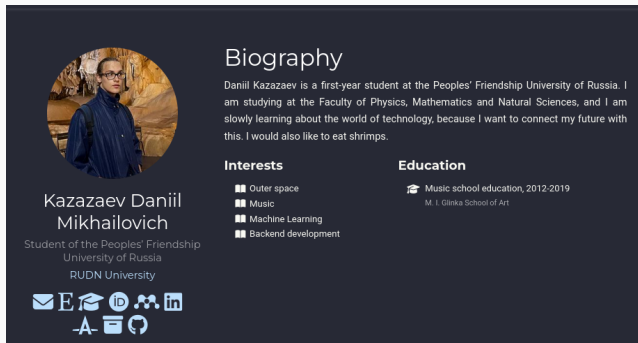 Biography
Daniil Kazazaev is a first-year student at the Peoples' Friendship University of Russia. I
am studying at the Faculty of Physics, Mathematics and Natural Sciences, and I am
slowly learning about the world of technology, because I want to connect my future with
this. I would also like to eat shrimps.
Interests
Outer space
Music
Machine Learning
Backend development
Education
Music school education, 2012-2019
M. I. Glinka School of Art
Kazazaev Daniil
Mikhailovich
Student of the Peoples' Friendship
University of Russia
RUDN University